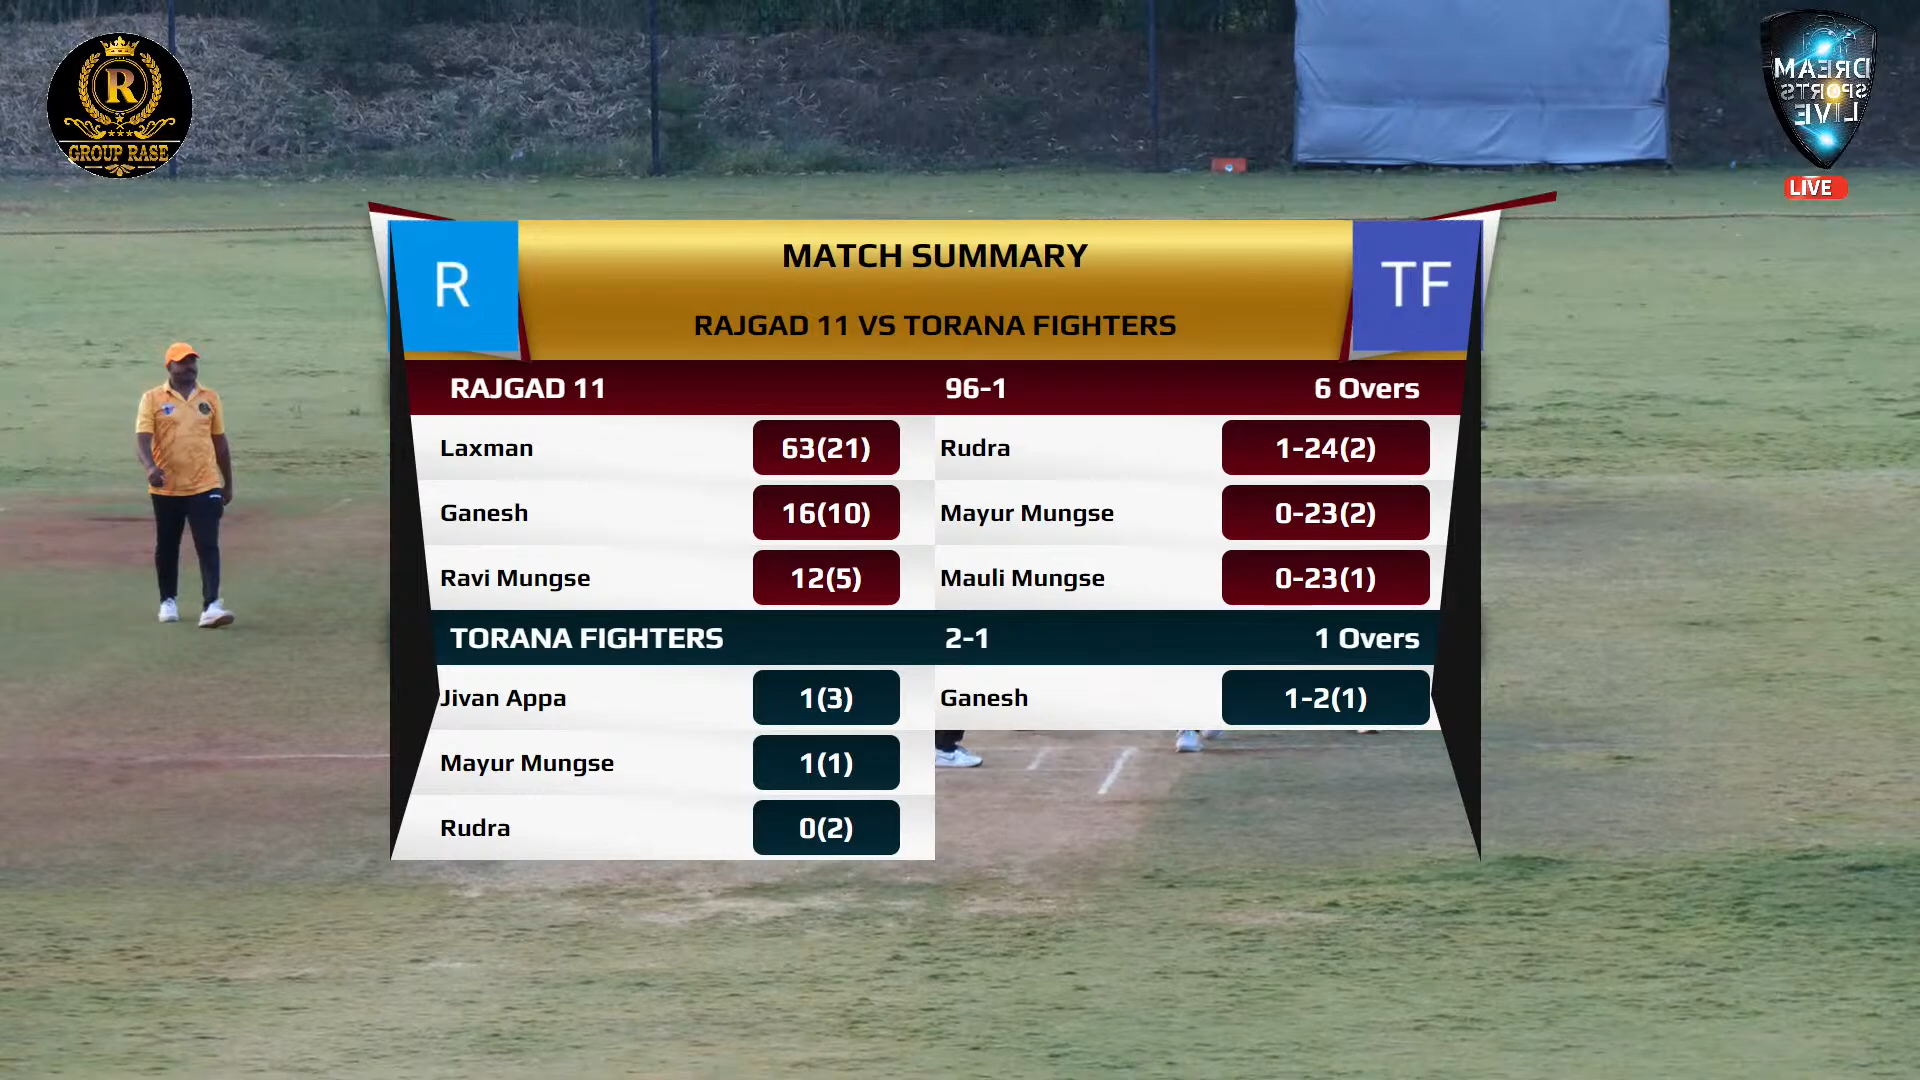 R
GROUP RASE
DREAM
SPORTS
LIVE
LIVE
R
MATCH SUMMARY
TF
RAJGAD 11 VS TORANA FIGHTERS
RAJGAD 11 96-1 6 Overs
Laxman 63(21) Rudra 1-24(2)
Ganesh 16(10) Mayur Mungse 0-23(2)
Ravi Mungse 12(5) Mauli Mungse 0-23(1)
TORANA FIGHTERS 2-1 1 Overs
Jivan Appa 1(3) Ganesh 1-2(1)
Mayur Mungse 1(1)
Rudra 0(2)